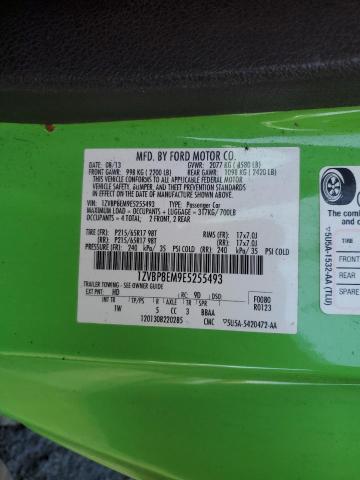 MFD. BY FORD MOTOR CO.
DATE: 08/13 GVWR: 2077 KG ( 4580 LB)
FRONT GAWR: 998 KG ( 2200 LB) REAR GAWR: 1098 KG ( 2420 LB)
THIS VEHICLE CONFORMS TO ALL APPLICABLE FEDERAL MOTOR
VEHICLE SAFETY, BUMPER, AND THEFT PREVENTION STANDARDS
IN EFFECT ON THE DATE OF MANUFACTURE SHOWN ABOVE.
VIN: 1ZVBP8EM9E5255493 TYPE: Passenger Car
MAXIMUM LOAD = OCCUPANTS + LUGGAGE = 317KG/ 700LB
OCCUPANTS = 4 TOTAL: 2 FRONT, 2 REAR
TIRE (FR): P215/65R17 98T RIMS (FR) 17x7.0J
(RR): P215/65R17 98T (RR) 17x7.0J
PRESSURE (FR): 240 kPa/ 35 PSI COLD (RR) 240 kPa/ 35 PSI COLD
1ZVBP8EM9E5255493
TRAILER TOWING - SEE OWNER GUIDE
EXT PNT: HD RC: 9D DSO: F0080
INT TR TP/PS R AXLE TR SPR R0123
1W 5 CC 3 BBAA
CMC ▽5U5A-5420472-AA
The combi
TIRE
FRONT
REAR
SPARE
▽5U5A-1532-AA (TLU)